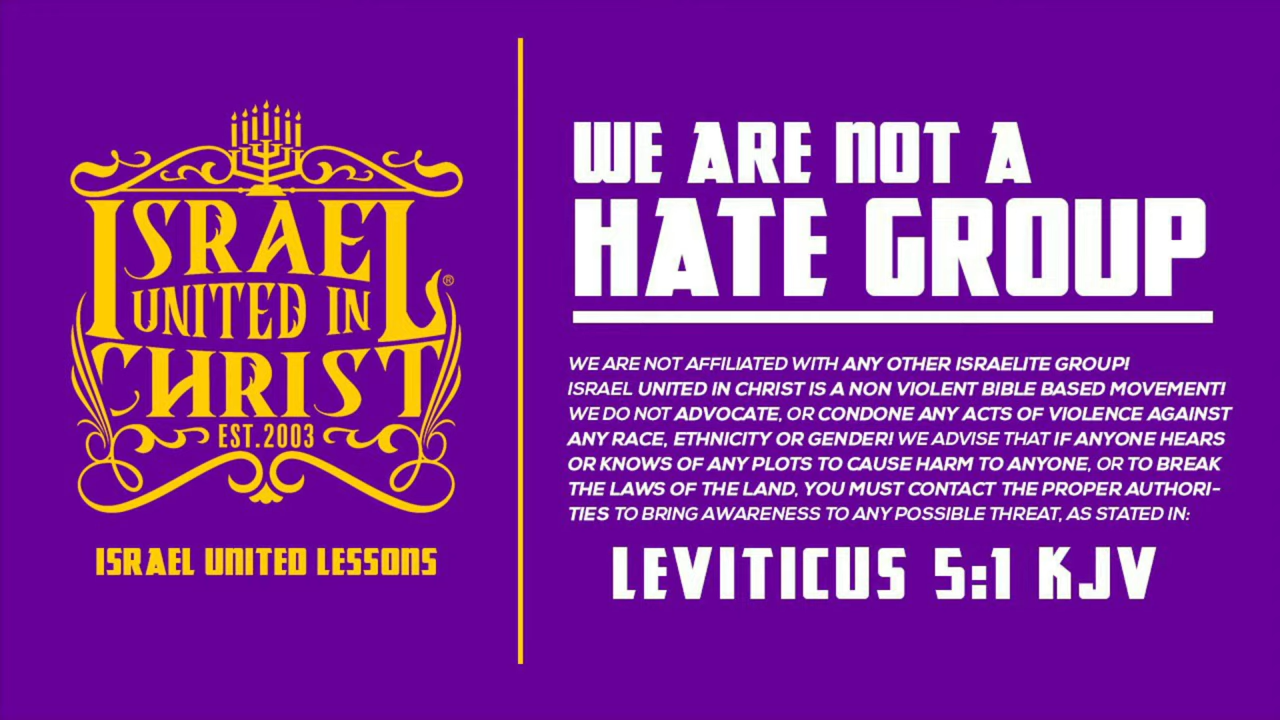 ISRAEL
UNITED IN
CHRIST
®
EST.2003
ISRAEL UNITED LESSONS
WE ARE NOT A
HATE GROUP
WE ARE NOT AFFILIATED WITH ANY OTHER ISRAELITE GROUP!
ISRAEL UNITED IN CHRIST IS A NON VIOLENT BIBLE BASED MOVEMENT!
WE DO NOT ADVOCATE, OR CONDONE ANY ACTS OF VIOLENCE AGAINST
ANY RACE, ETHNICITY OR GENDER! WE ADVISE THAT IF ANYONE HEARS
OR KNOWS OF ANY PLOTS TO CAUSE HARM TO ANYONE, OR TO BREAK
THE LAWS OF THE LAND, YOU MUST CONTACT THE PROPER AUTHORI-
TIES TO BRING AWARENESS TO ANY POSSIBLE THREAT, AS STATED IN:
LEVITICUS 5:1 KJV